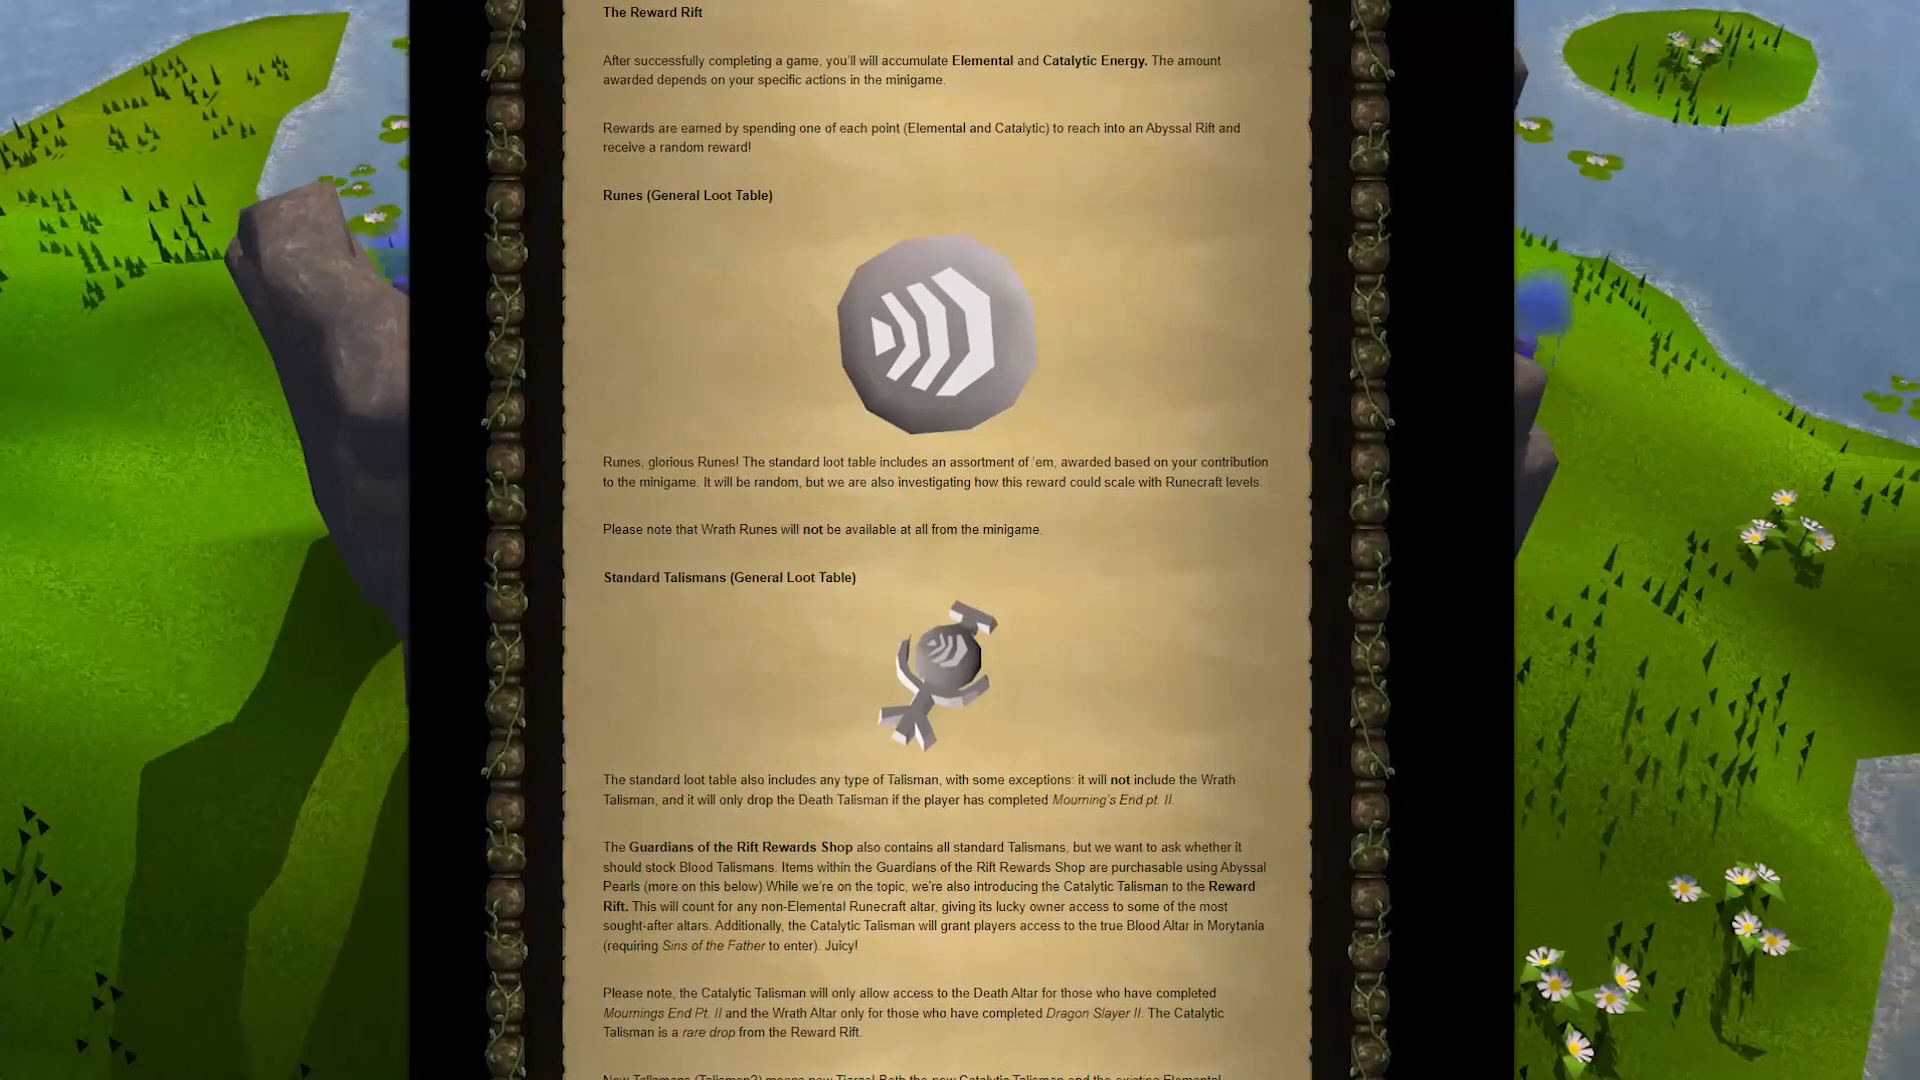 The Reward Rift
After successfully completing a game, you'll will accumulate Elemental and Catalytic Energy. The amount
awarded depends on your specific actions in the minigame.
Rewards are earned by spending one of each point (Elemental and Catalytic) to reach into an Abyssal Rift and
receive a random reward!
Runes (General Loot Table)
Runes, glorious Runes! The standard loot table includes an assortment of 'em, awarded based on your contribution
to the minigame. It will be random, but we are also investigating how this reward could scale with Runecraft levels.
Please note that Wrath Runes will not be available at all from the minigame.
Standard Talismans (General Loot Table)
The standard loot table also includes any type of Talisman, with some exceptions: it will not include the Wrath
Talisman, and it will only drop the Death Talisman if the player has completed Mourning's End pt. II.
The Guardians of the Rift Rewards Shop also contains all standard Talismans, but we want to ask whether it
should stock Blood Talismans. Items within the Guardians of the Rift Rewards Shop are purchasable using Abyssal
Pearls (more on this below).While we're on the topic, we're also introducing the Catalytic Talisman to the Reward
Rift. This will count for any non-Elemental Runecraft altar, giving its lucky owner access to some of the most
sought-after altars. Additionally, the Catalytic Talisman will grant players access to the true Blood Altar in Morytania
(requiring Sins of the Father to enter). Juicy!
Please note, the Catalytic Talisman will only allow access to the Death Altar for those who have completed
Mournings End Pt. II and the Wrath Altar only for those who have completed Dragon Slayer II. The Catalytic
Talisman is a rare drop from the Reward Rift.
New Talismans (Talismen?) means new Tiaras! Both the new Catalytic Talisman and the existing Elemental